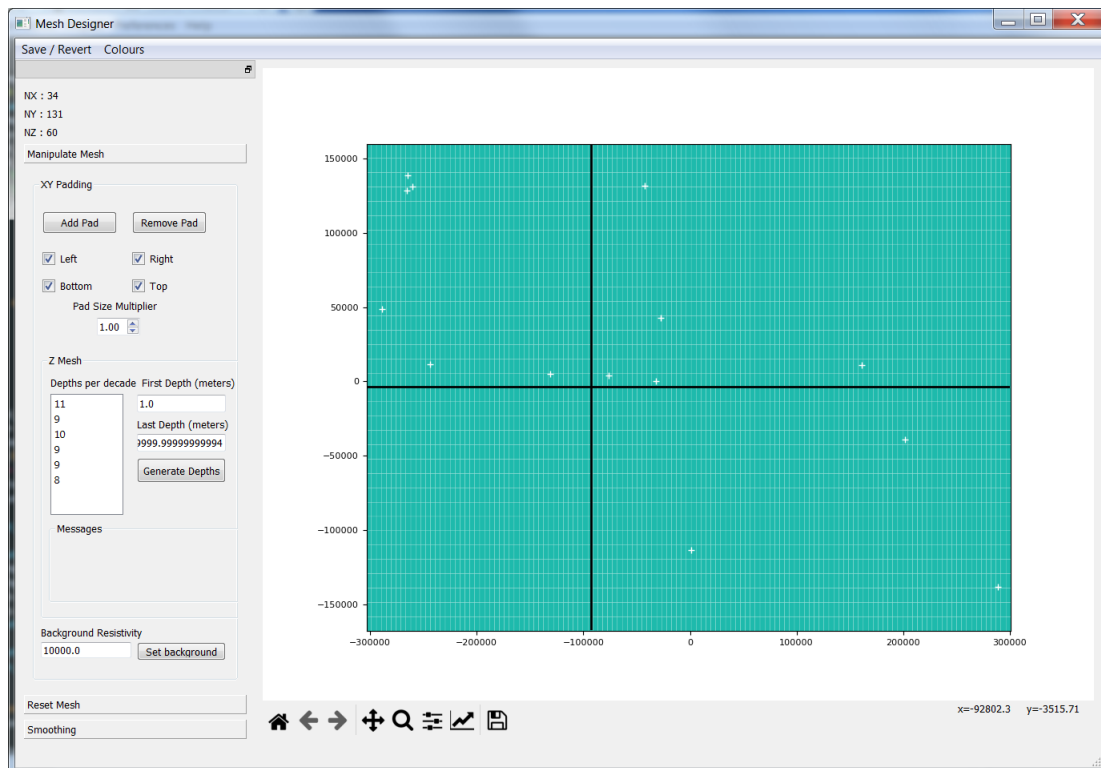 Mesh Designer
Save / Revert Colours
NX : 34
NY : 131
NZ : 60
Manipulate Mesh
XY Padding
Add Pad Remove Pad
Left Right
Bottom Top
Pad Size Multiplier
1.00
Z Mesh
Depths per decade First Depth (meters)
11
9
10
9
9
8
1.0
Last Depth (meters)
9999.99999999994
Generate Depths
Messages
Background Resistivity
10000.0 Set background
Reset Mesh
Smoothing
150000
100000
50000
0
−50000
−100000
−150000
−300000 −200000 −100000 0 100000 200000 300000
x=-92802.3 y=-3515.71